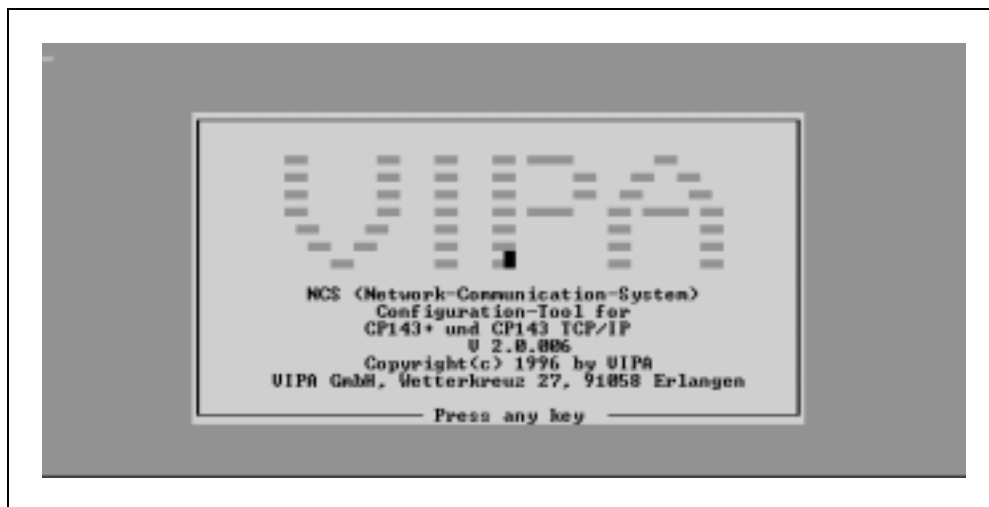 VIPA
NCS (Network-Communication-System)
Configuration-Tool for
CP143+ und CP143 TCP/IP
V 2.0.006
Copyright(c) 1996 by VIPA
VIPA GmbH, Wetterkreuz 27, 91058 Erlangen
Press any key